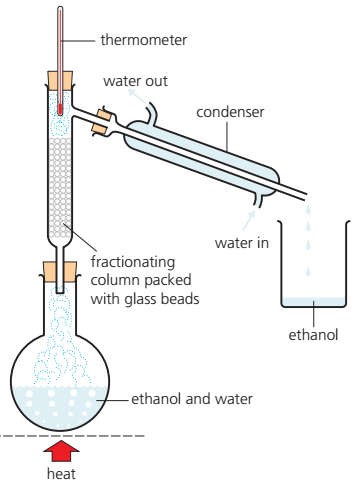 thermometer
water out
condenser
water in
fractionating
column packed
with glass beads
ethanol
ethanol and water
heat